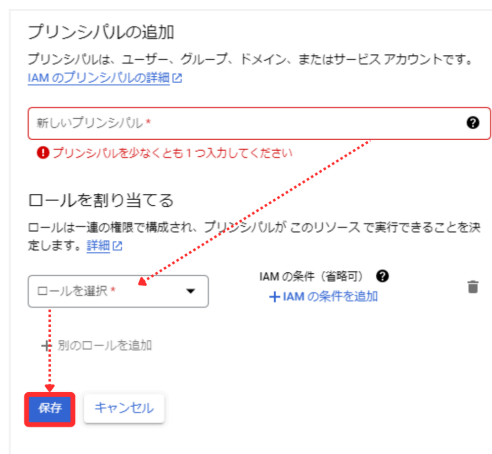 プリンシパルの追加
プリンシパルは、ユーザー、グループ、ドメイン、またはサービス アカウントです。
IAM のプリンシパルの詳細
新しいプリンシパル *
プリンシパルを少なくとも 1 つ入力してください
ロールを割り当てる
ロールは一連の権限で構成され、プリンシパルが このリソース で実行できることを決
定します。詳細
IAM の条件（省略可）
ロールを選択 *
+ IAM の条件を追加
+ 別のロールを追加
保存 キャンセル